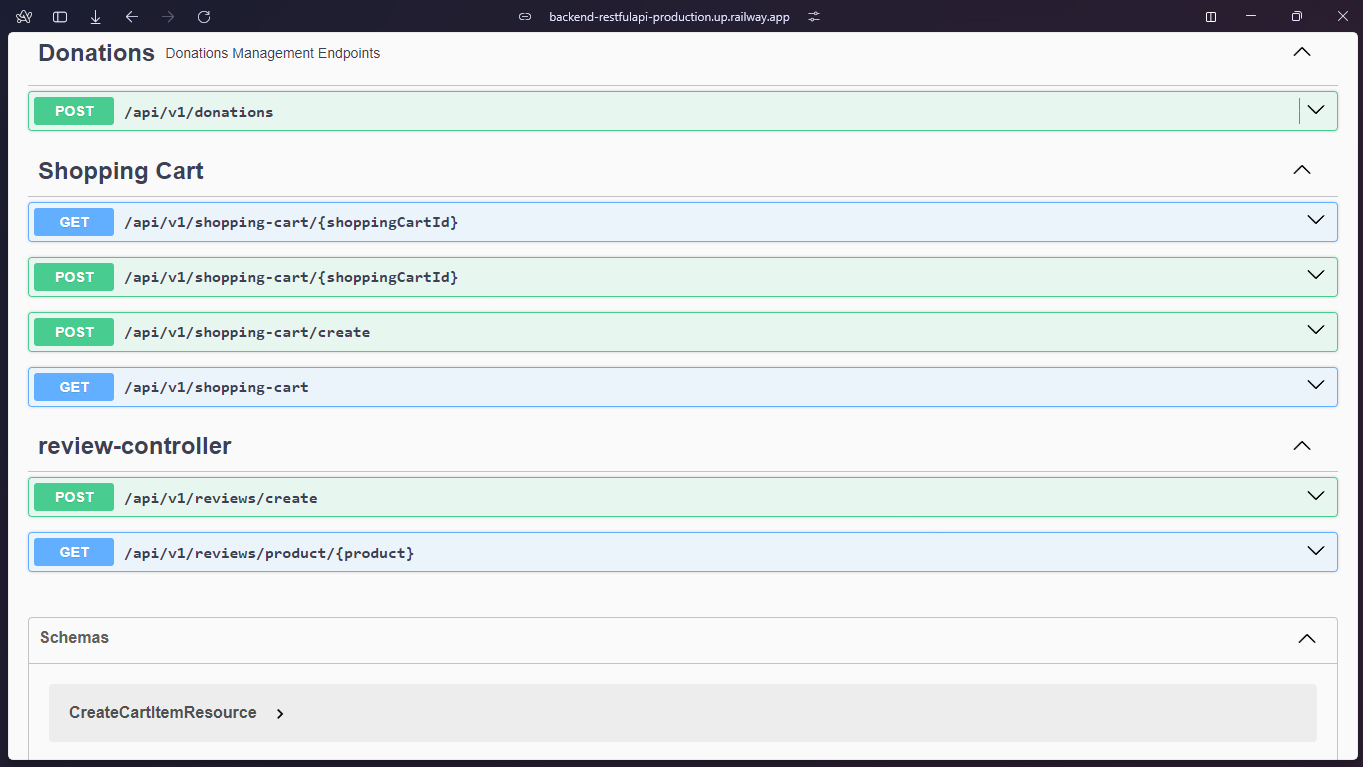 backend-restfulapi-production.up.railway.app
Donations Donations Management Endpoints
POST /api/v1/donations
Shopping Cart
GET /api/v1/shopping-cart/{shoppingCartId}
POST /api/v1/shopping-cart/{shoppingCartId}
POST /api/v1/shopping-cart/create
GET /api/v1/shopping-cart
review-controller
POST /api/v1/reviews/create
GET /api/v1/reviews/product/{product}
Schemas
CreateCartItemResource